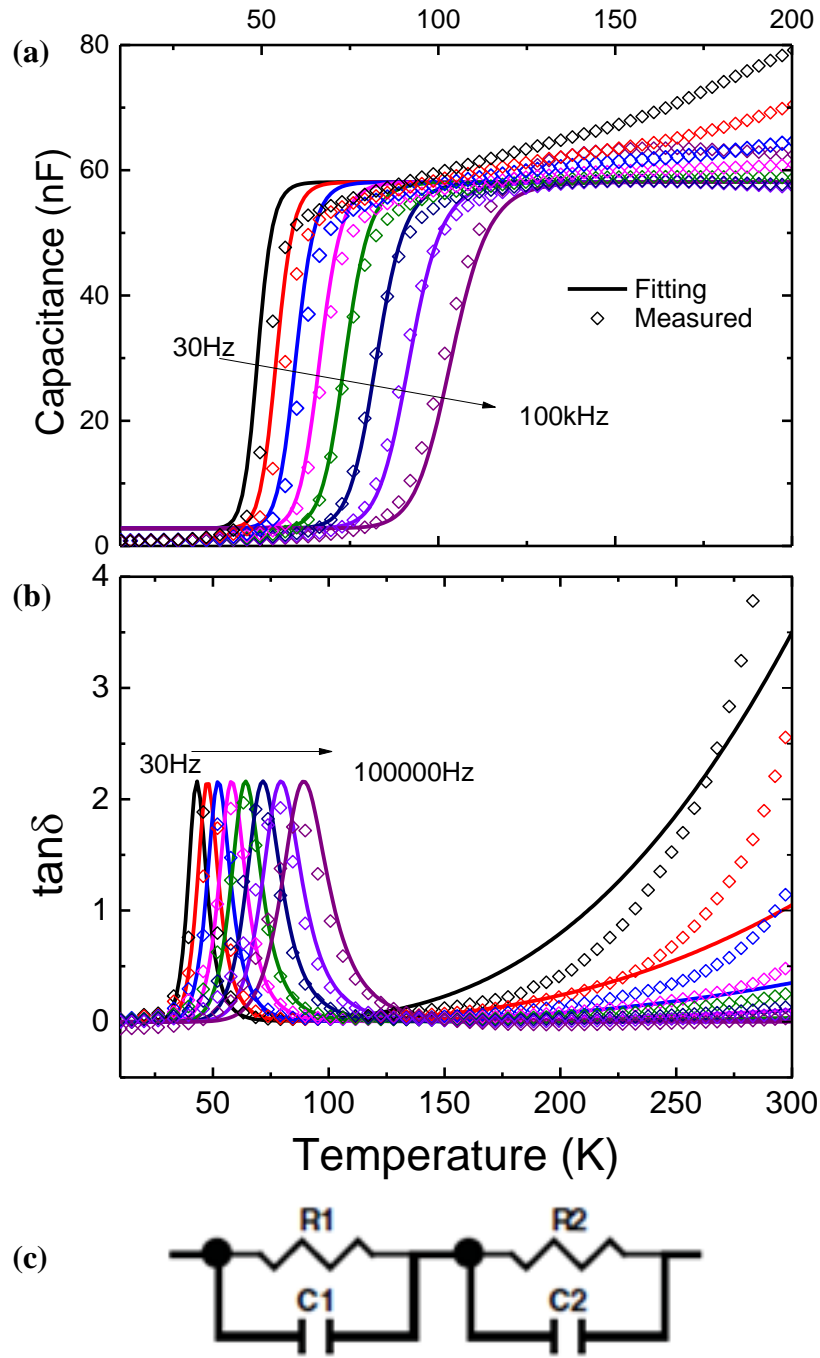 50 100 150 200
(a)
80
60
40
20
0
Capacitance (nF)
Fitting
Measured
30Hz
100kHz
(b)
4
3
2
1
0
tanδ
30Hz
100000Hz
50 100 150 200 250 300
Temperature (K)
(c)
R1 R2
C1 C2